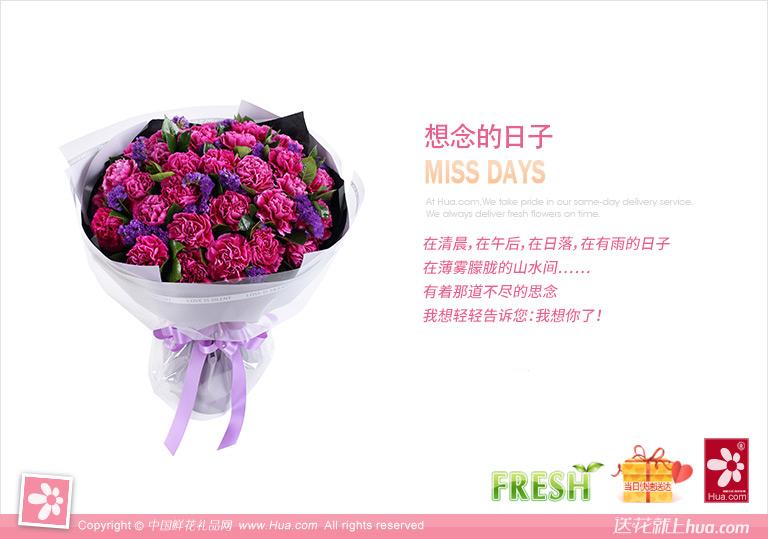 想念的日子
MISS DAYS
At Hua.com,We take pride in our same-day delivery service.
We always deliver fresh flowers on time.
在清晨，在午后，在日落，在有雨的日子
在薄雾朦胧的山水间……
有着那道不尽的思念
我想轻轻告诉您：我想你了！
LOVE IS SILENT
FRESH
当日快速送达
Hua.com
Copyright © 中国鲜花礼品网 www.Hua.com All rights reserved
送花就上hua.com